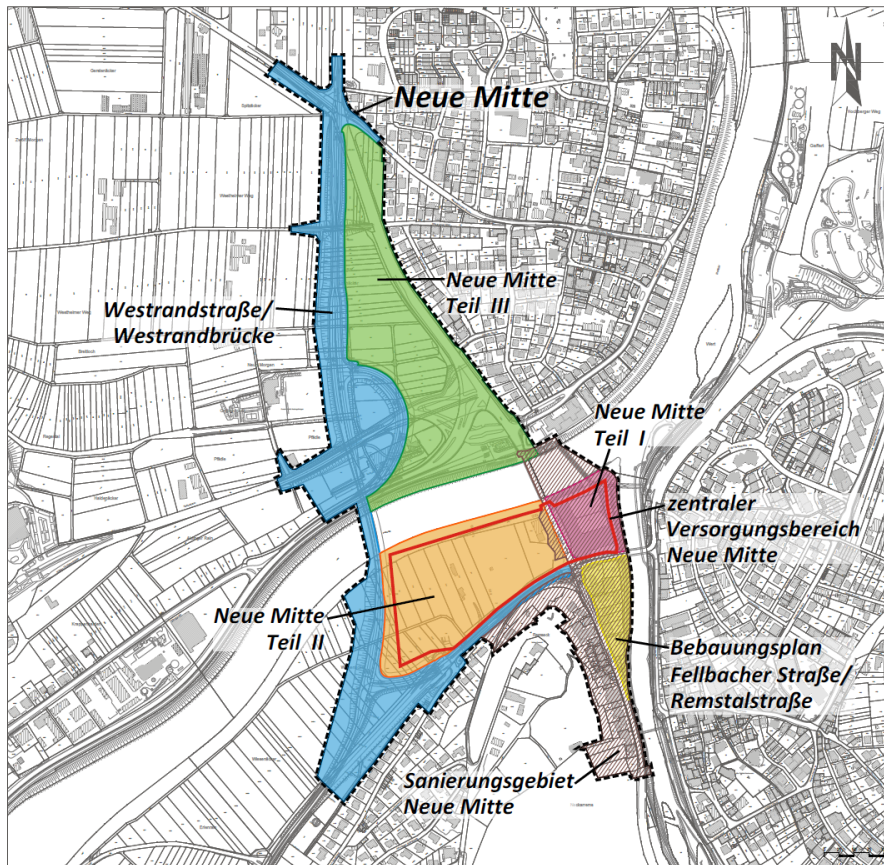 N
Neue Mitte
Neue Mitte
Teil III
Westrandstraße/
Westrandbrücke
Neue Mitte
Teil I
zentraler
Versorgungsbereich
Neue Mitte
Neue Mitte
Teil II
Bebauungsplan
Fellbacher Straße/
Remstalstraße
Sanierungsgebiet
Neue Mitte